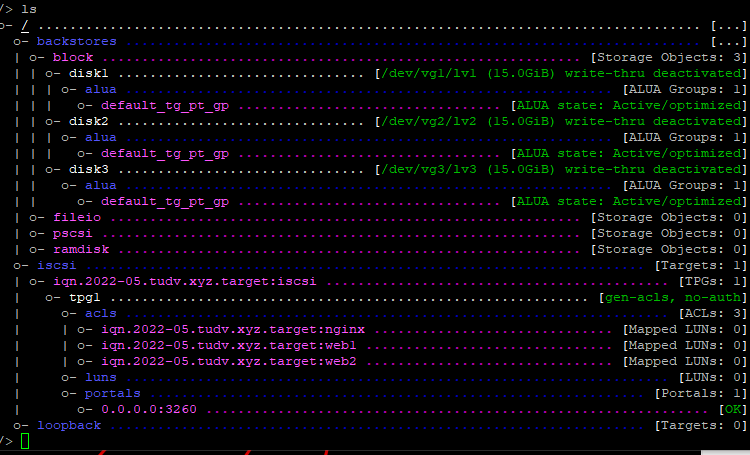 /> ls
o- / ................................................................................... [...]
o- backstores ........................................................................ [...]
| o- block ............................................................ [Storage Objects: 3]
| | o- disk1 ............................... [/dev/vg1/lv1 (15.0GiB) write-thru deactivated]
| | | o- alua .............................................................. [ALUA Groups: 1]
| | |   o- default_tg_pt_gp ................................. [ALUA state: Active/optimized]
| | o- disk2 ............................... [/dev/vg2/lv2 (15.0GiB) write-thru deactivated]
| | | o- alua .............................................................. [ALUA Groups: 1]
| | |   o- default_tg_pt_gp ................................. [ALUA state: Active/optimized]
| | o- disk3 ............................... [/dev/vg3/lv3 (15.0GiB) write-thru deactivated]
| |   o- alua .............................................................. [ALUA Groups: 1]
| |     o- default_tg_pt_gp ................................. [ALUA state: Active/optimized]
| o- fileio ........................................................... [Storage Objects: 0]
| o- pscsi ............................................................ [Storage Objects: 0]
| o- ramdisk .......................................................... [Storage Objects: 0]
o- iscsi ...................................................................... [Targets: 1]
| o- iqn.2022-05.tudv.xyz.target:iscsi ........................................... [TPGs: 1]
|   o- tpg1 ............................................................ [gen-acls, no-auth]
|     o- acls .................................................................... [ACLs: 3]
|     | o- iqn.2022-05.tudv.xyz.target:nginx ............................... [Mapped LUNs: 0]
|     | o- iqn.2022-05.tudv.xyz.target:web1 ................................ [Mapped LUNs: 0]
|     | o- iqn.2022-05.tudv.xyz.target:web2 ................................ [Mapped LUNs: 0]
|     o- luns .................................................................... [LUNs: 0]
|     o- portals .............................................................. [Portals: 1]
|       o- 0.0.0.0:3260 ............................................................... [OK]
o- loopback ................................................................... [Targets: 0]
/>